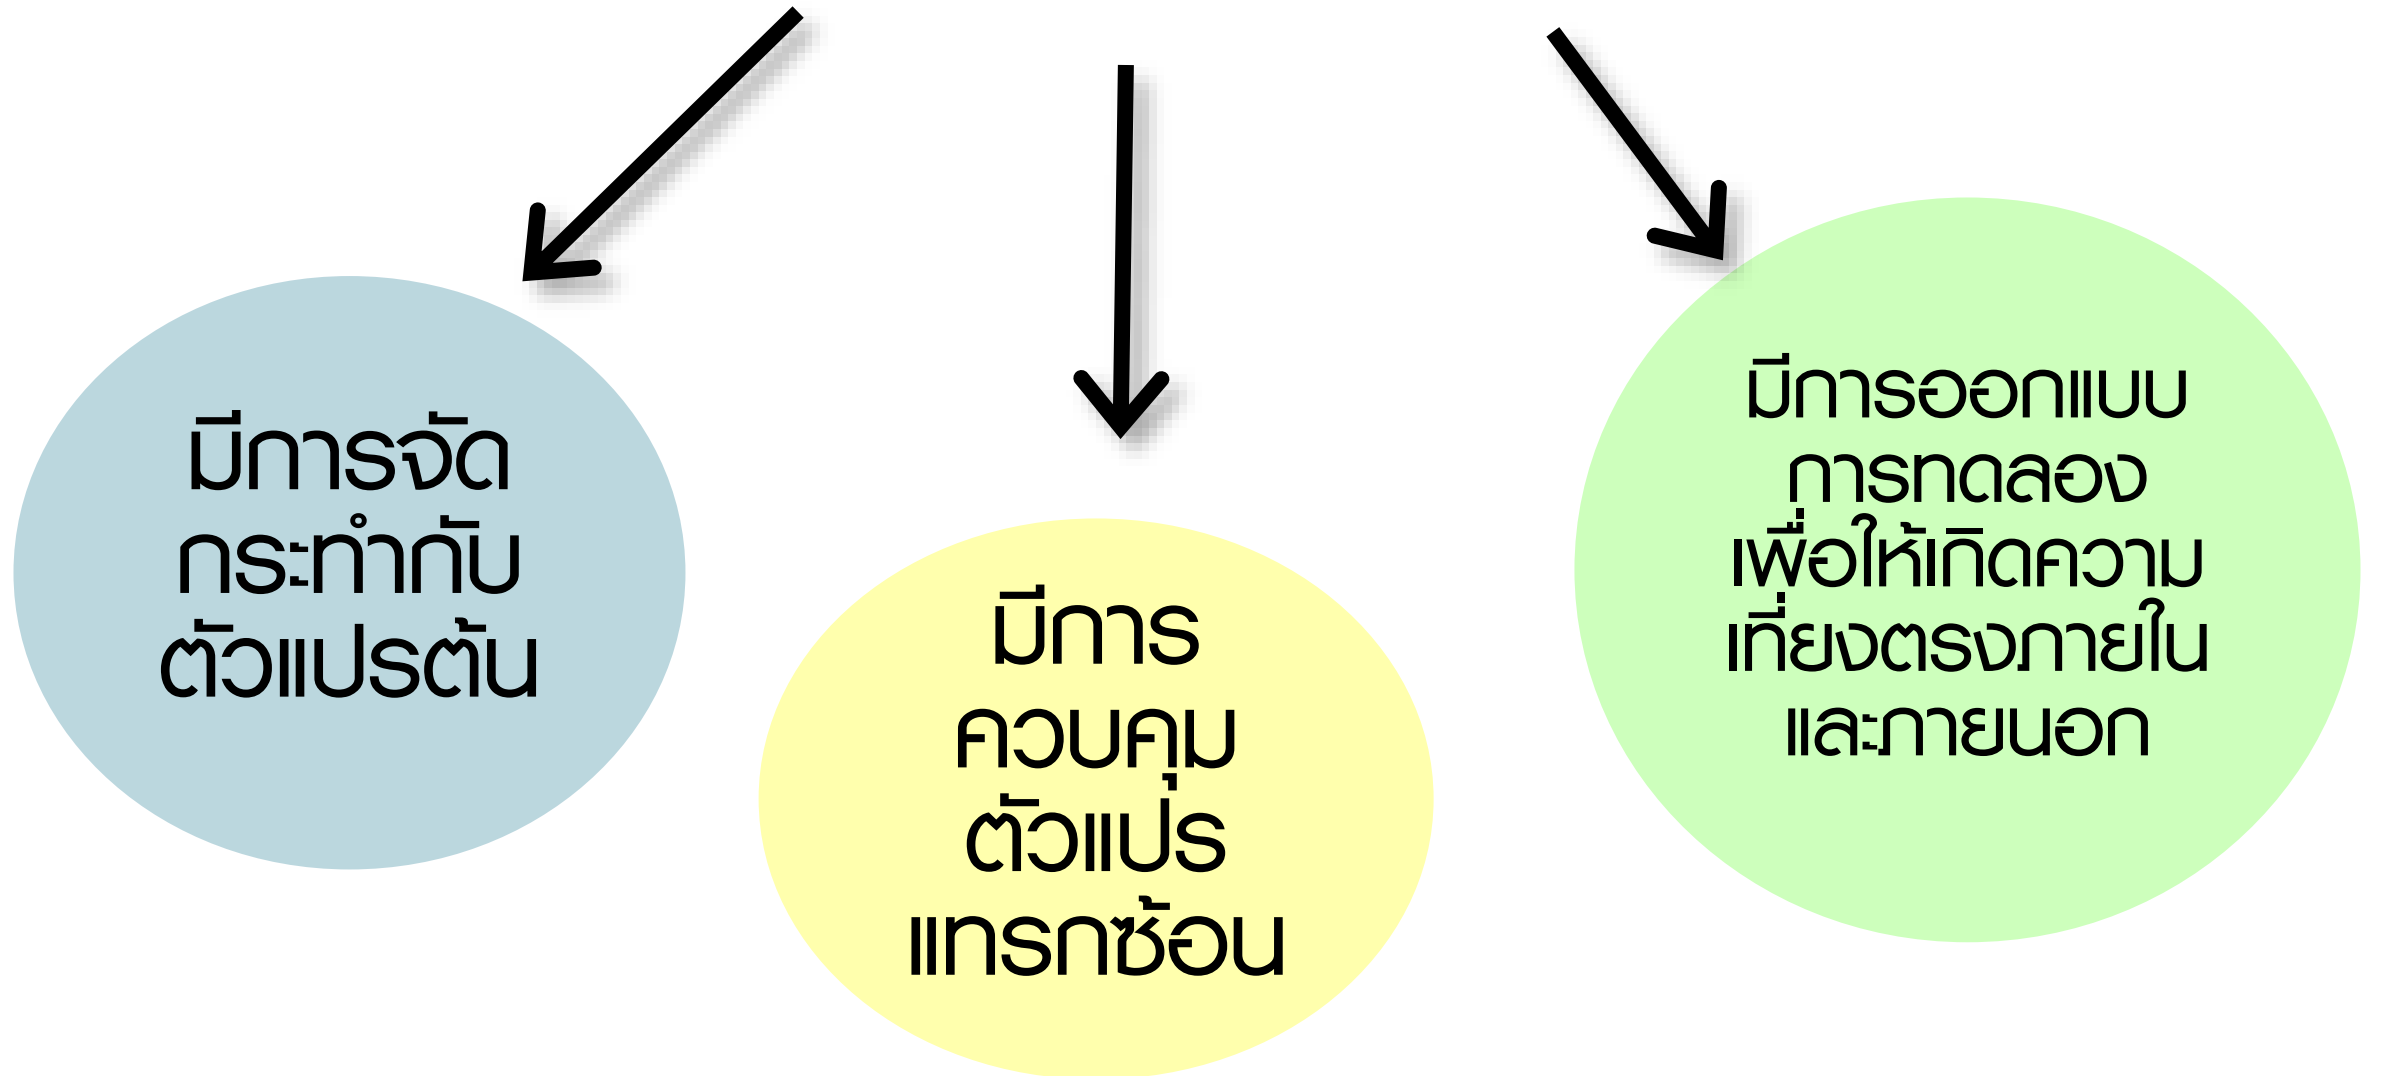 มีการจัด
กระทำกับ
ตัวแปรต้น
มีการ
ควบคุม
ตัวแปร
แทรกซ้อน
มีการออกแบบ
การทดลอง
เพื่อให้เกิดความ
เที่ยงตรงภายใน
และภายนอก